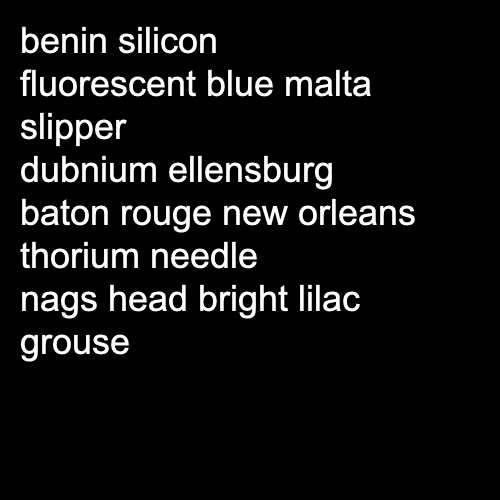 benin silicon
fluorescent blue malta
slipper
dubnium ellensburg
baton rouge new orleans
thorium needle
nags head bright lilac
grouse